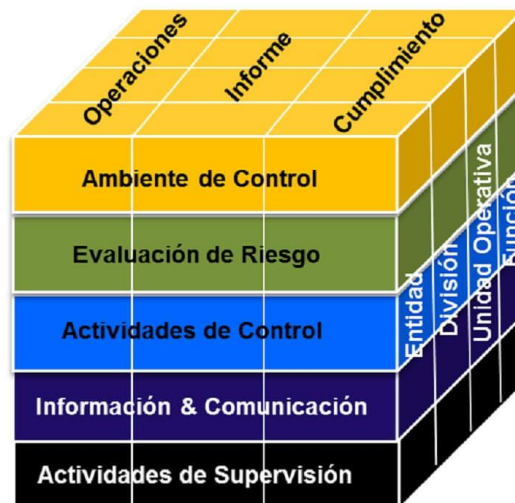 Operaciones
Informe
Cumplimiento
Ambiente de Control
Evaluación de Riesgo
Actividades de Control
Información & Comunicación
Actividades de Supervisión
Entidad
División
Unidad Operativa
Función